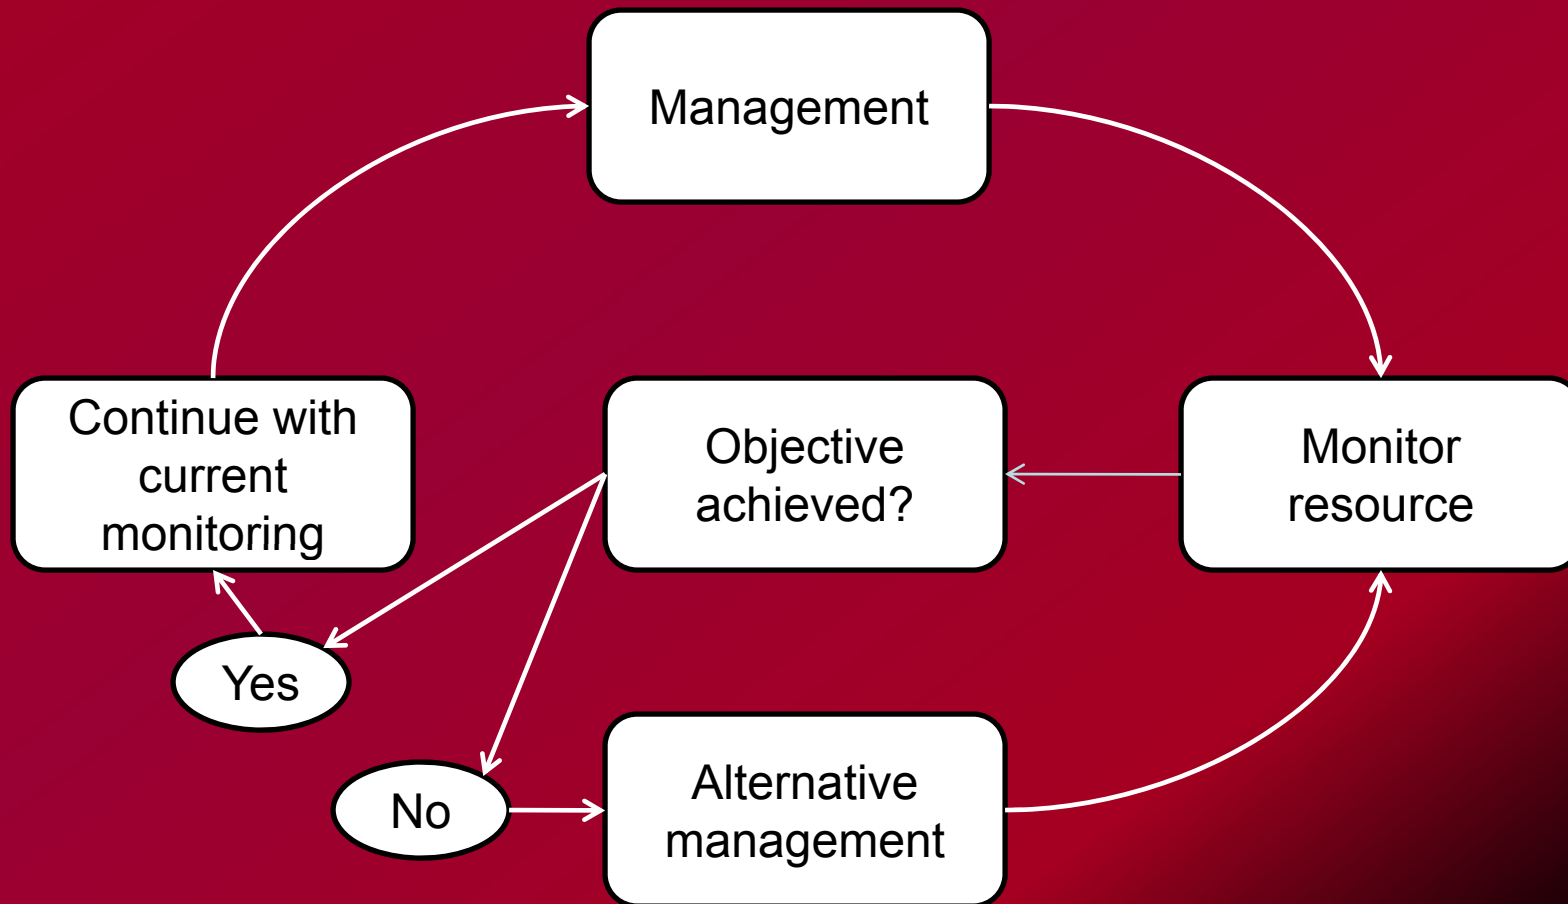 Management
Continue with
current
monitoring
Objective
achieved?
Monitor
resource
Yes
No
Alternative
management